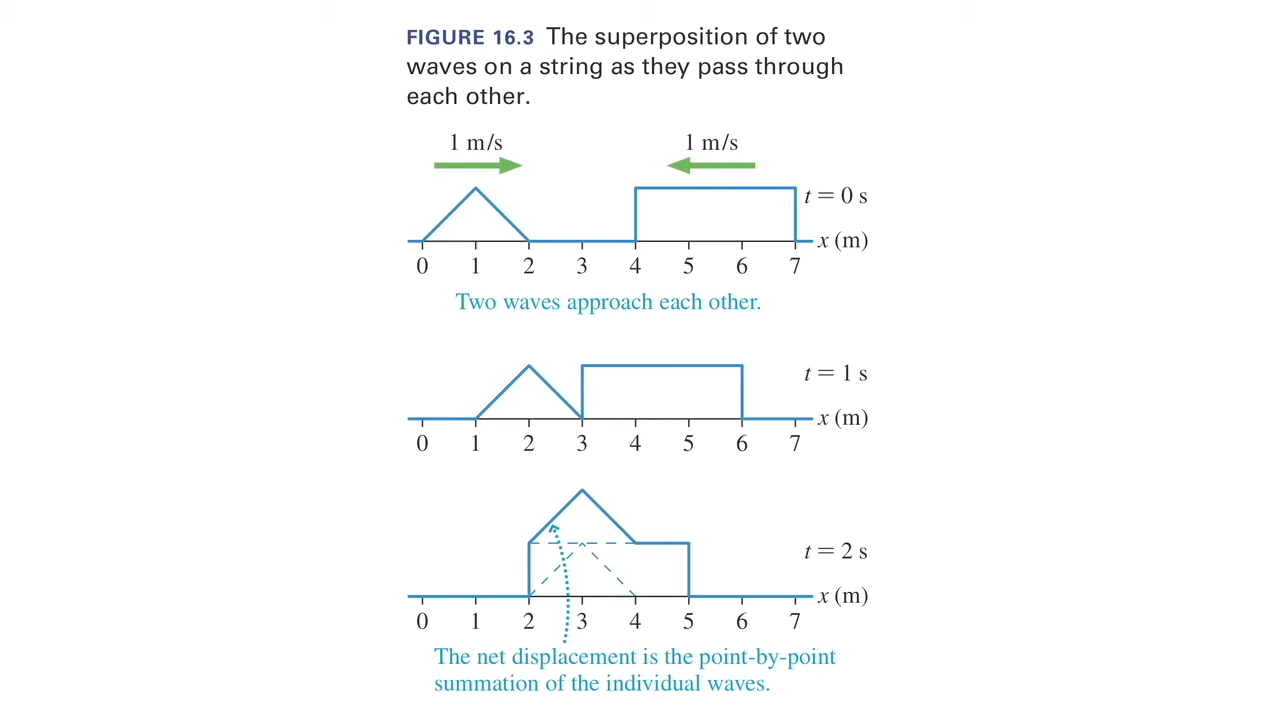 FIGURE 16.3 The superposition of two
waves on a string as they pass through
each other.
1 m/s 1 m/s
t = 0 s
x (m)
0 1 2 3 4 5 6 7
Two waves approach each other.
t = 1 s
x (m)
0 1 2 3 4 5 6 7
t = 2 s
x (m)
0 1 2 3 4 5 6 7
The net displacement is the point-by-point
summation of the individual waves.